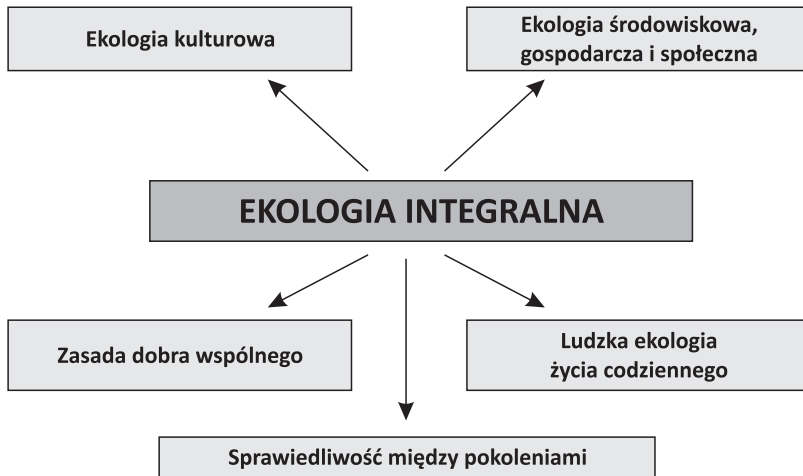 Ekologia kulturowa
Ekologia środowiskowa,
gospodarcza i społeczna
EKOLOGIA INTEGRALNA
Zasada dobra wspólnego
Ludzka ekologia
życia codziennego
Sprawiedliwość między pokoleniami